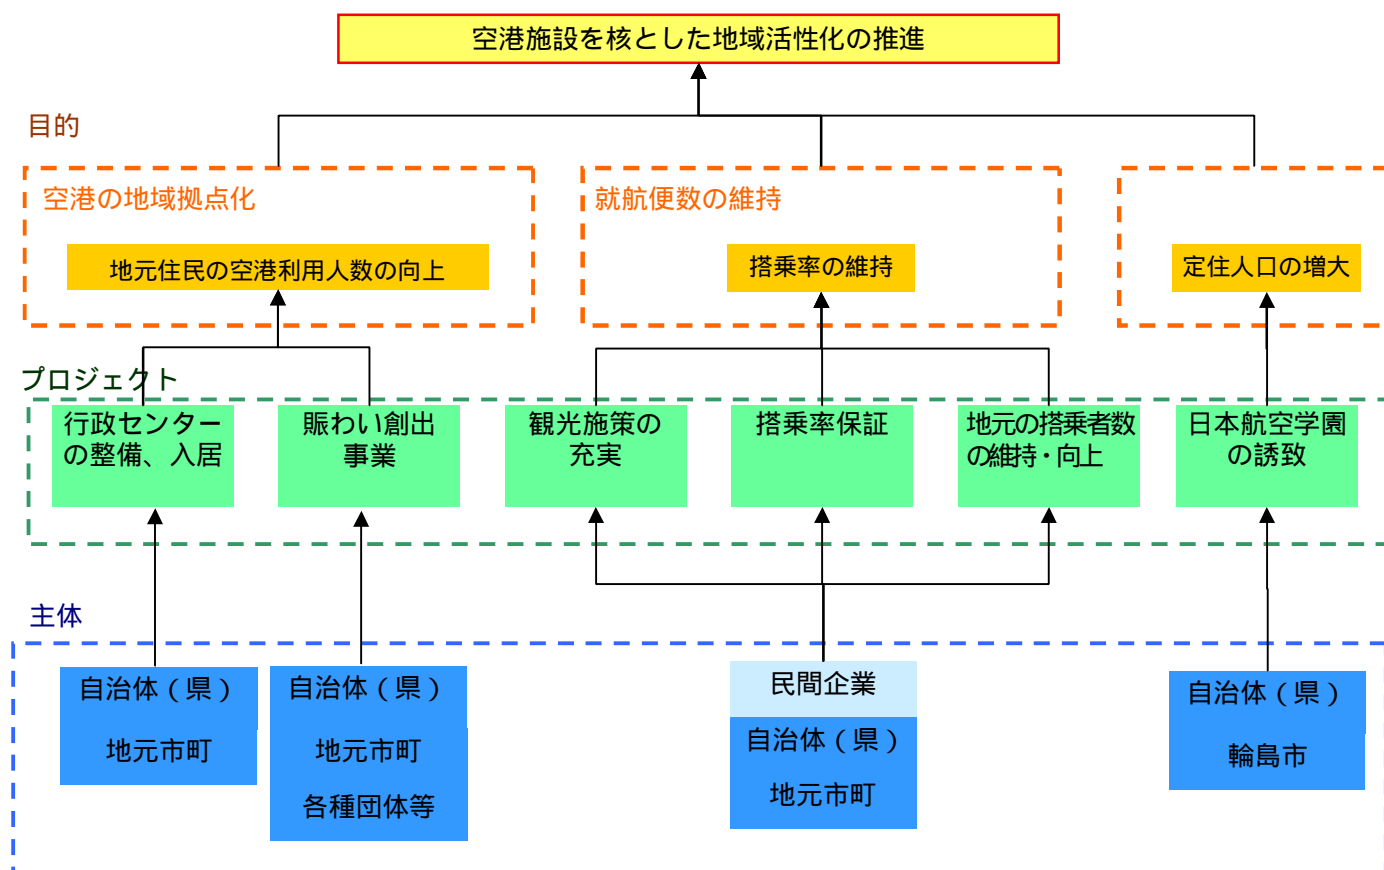 空港施設を核とした地域活性化の推進
目的
空港の地域拠点化
就航便数の維持
地元住民の空港利用人数の向上
搭乗率の維持
定住人口の増大
プロジェクト
行政センター
の整備、入居
賑わい創出
事業
観光施策の
充実
搭乗率保証
地元の搭乗者数
の維持・向上
日本航空学園
の誘致
主体
自治体（県）
地元市町
自治体（県）
地元市町
各種団体等
民間企業
自治体（県）
地元市町
自治体（県）
輪島市